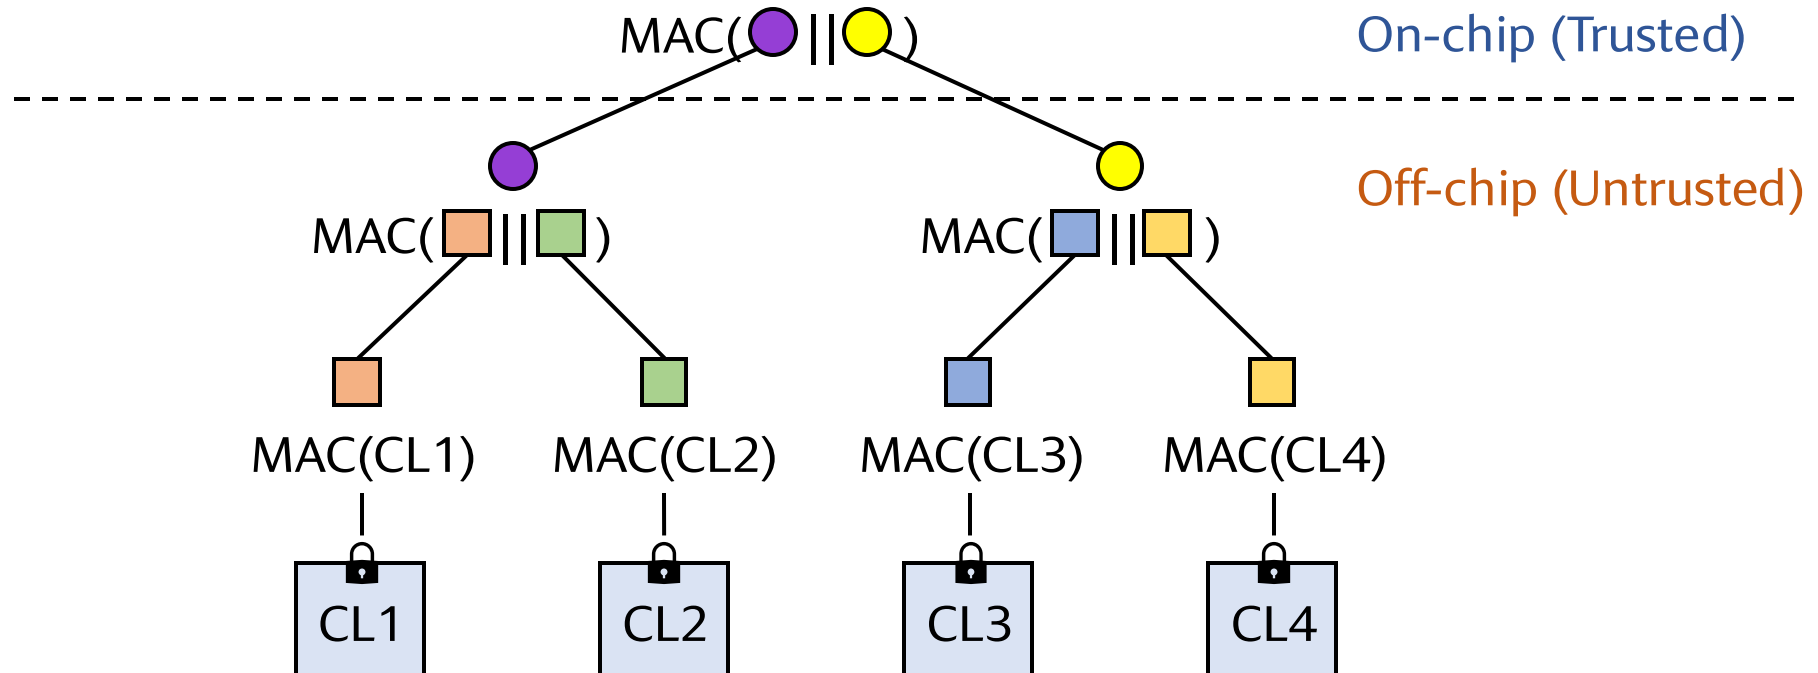 MAC( || )
On-chip (Trusted)
Off-chip (Untrusted)
MAC( || )
MAC( || )
MAC(CL1)
MAC(CL2)
MAC(CL3)
MAC(CL4)
CL1
CL2
CL3
CL4